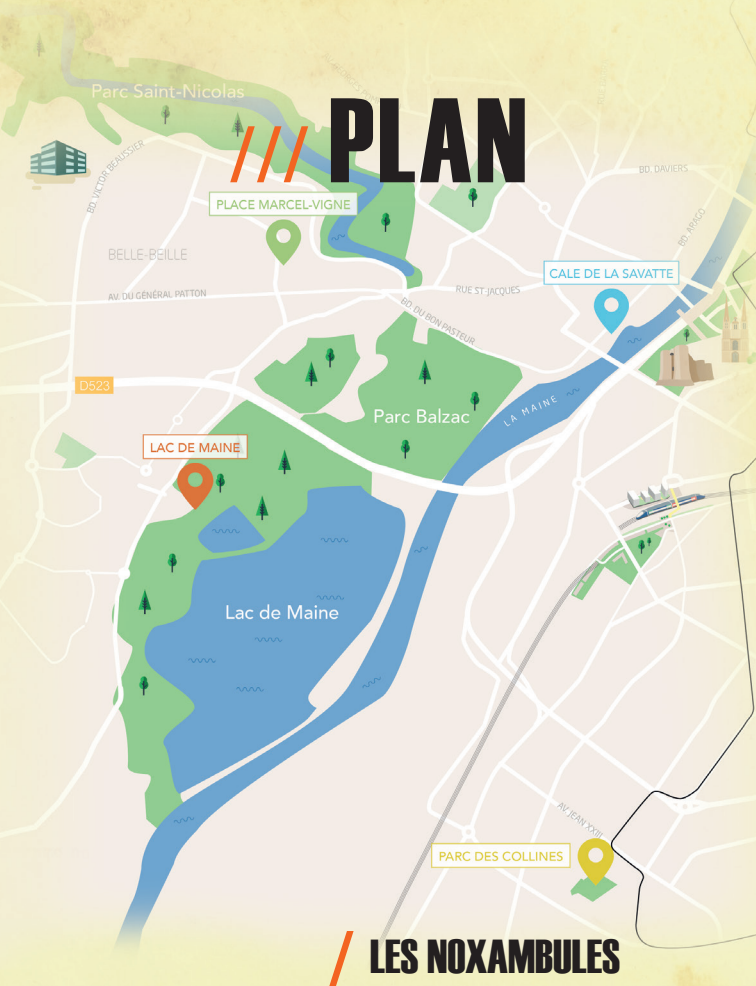 Parc Saint-Nicolas
/// PLAN
BD. VICTOR BEAUSSIER
BD. DAVIERS
PLACE MARCEL-VIGNE
BD. ARAGO
BELLE-BEILLE
CALE DE LA SAVATTE
AV. DU GÉNÉRAL PATTON
RUE ST-JACQUES
BD. DU BON PASTEUR
D523
Parc Balzac
LA MAINE
LAC DE MAINE
Lac de Maine
AV. JEAN XXIII
PARC DES COLLINES
/ LES NOXAMBULES